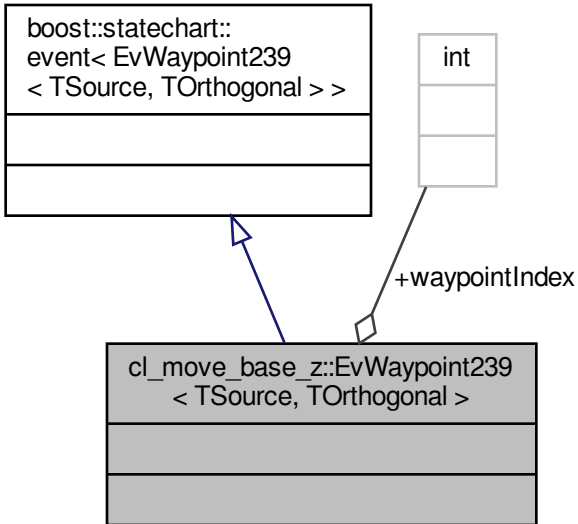 boost::statechart::
event< EvWaypoint239
< TSource, TOrthogonal > >
int
+waypointIndex
cl_move_base_z::EvWaypoint239
< TSource, TOrthogonal >